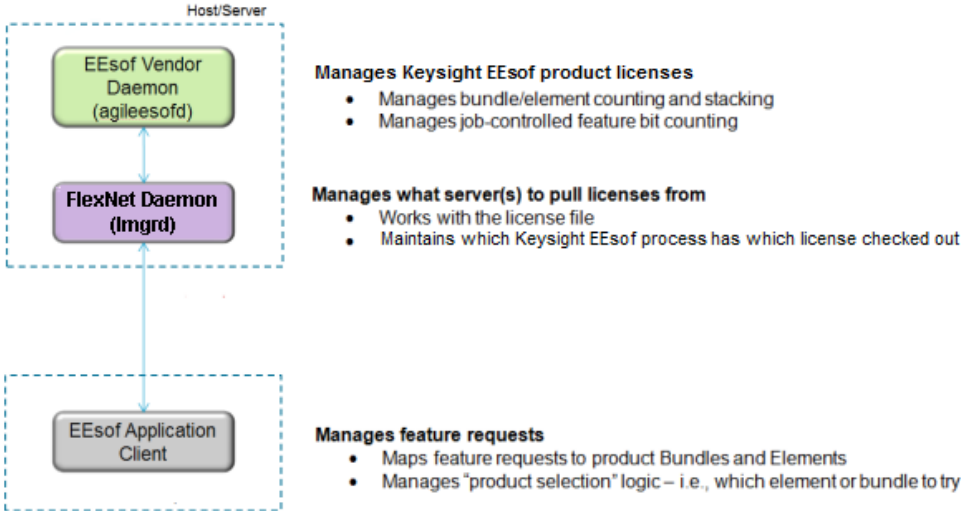 Host/Server
EEsof Vendor
Daemon
(agileesofd)
Manages Keysight EEsof product licenses
• Manages bundle/element counting and stacking
• Manages job-controlled feature bit counting
FlexNet Daemon
(lmgrd)
Manages what server(s) to pull licenses from
• Works with the license file
• Maintains which Keysight EEsof process has which license checked out
EEsof Application
Client
Manages feature requests
• Maps feature requests to product Bundles and Elements
• Manages “product selection” logic – i.e., which element or bundle to try